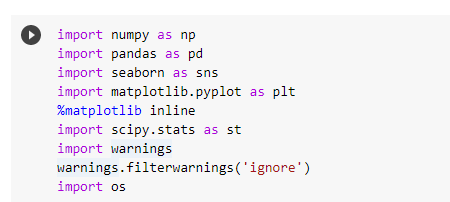 import numpy as np
import pandas as pd
import seaborn as sns
import matplotlib.pyplot as plt
%matplotlib inline
import scipy.stats as st
import warnings
warnings.filterwarnings('ignore')
import os